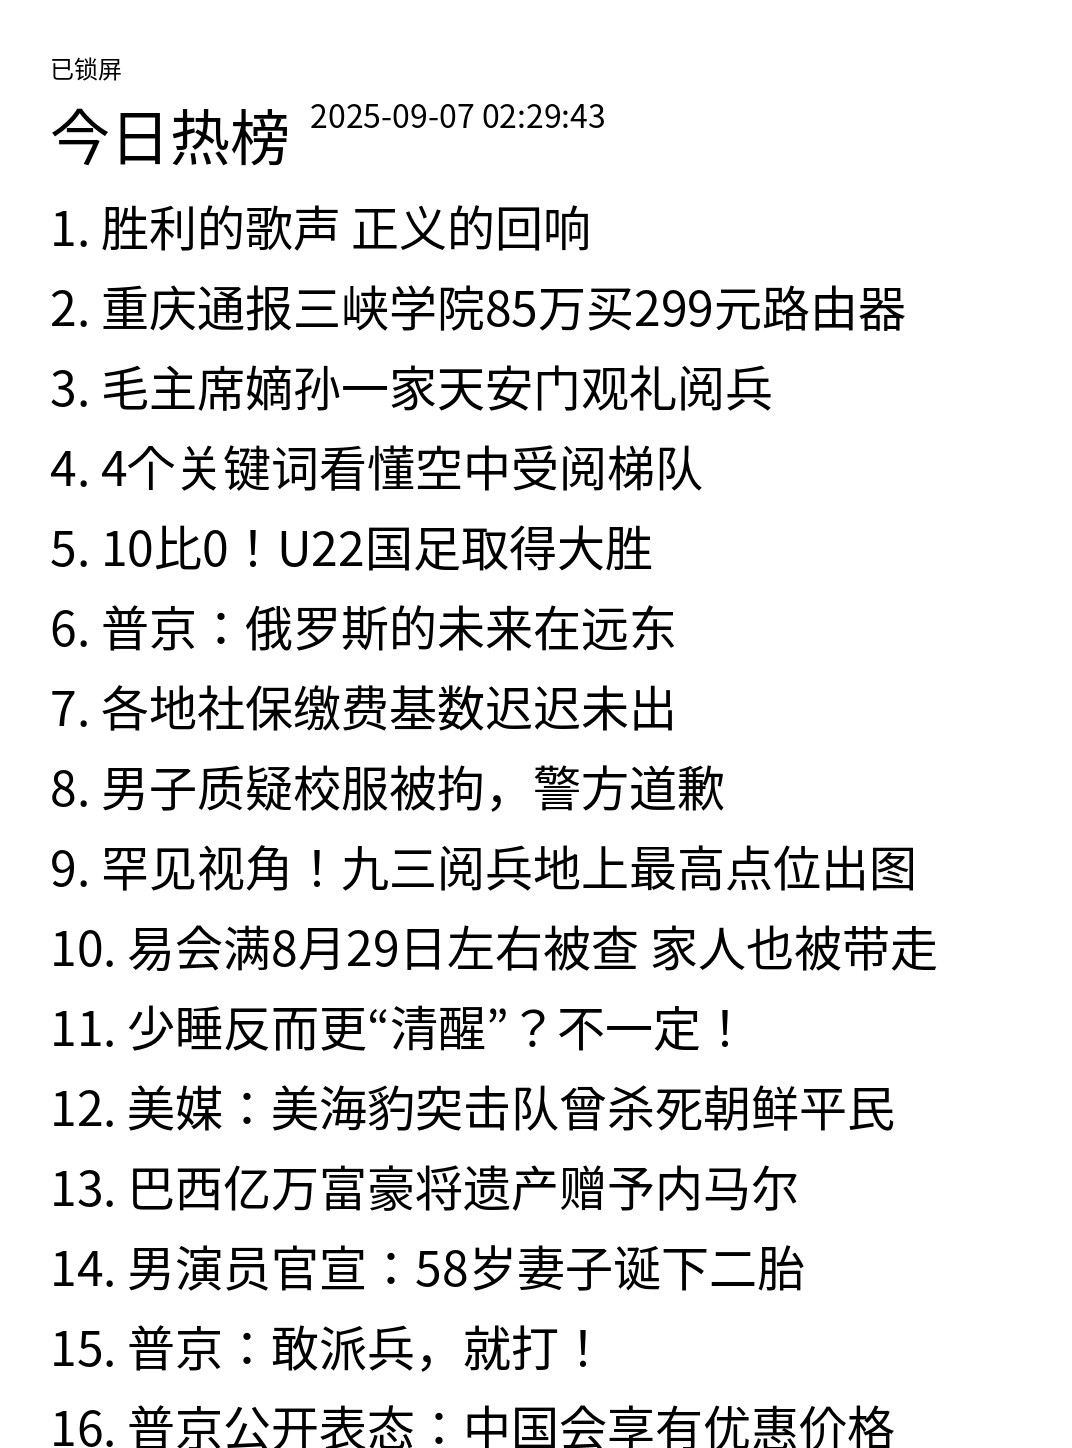 已锁屏
今日热榜 2025-09-07 02:29:43
1. 胜利的歌声 正义的回响
2. 重庆通报三峡学院85万买299元路由器
3. 毛主席嫡孙一家天安门观礼阅兵
4. 4个关键词看懂空中受阅梯队
5. 10比0！U22国足取得大胜
6. 普京：俄罗斯的未来在远东
7. 各地社保缴费基数迟迟未出
8. 男子质疑校服被拘，警方道歉
9. 罕见视角！九三阅兵地上最高点位出图
10. 易会满8月29日左右被查 家人也被带走
11. 少睡反而更“清醒”？不一定！
12. 美媒：美海豹突击队曾杀死朝鲜平民
13. 巴西亿万富豪将遗产赠予内马尔
14. 男演员官宣：58岁妻子诞下二胎
15. 普京：敢派兵，就打！
16. 普京公开表态：中国会享有优惠价格